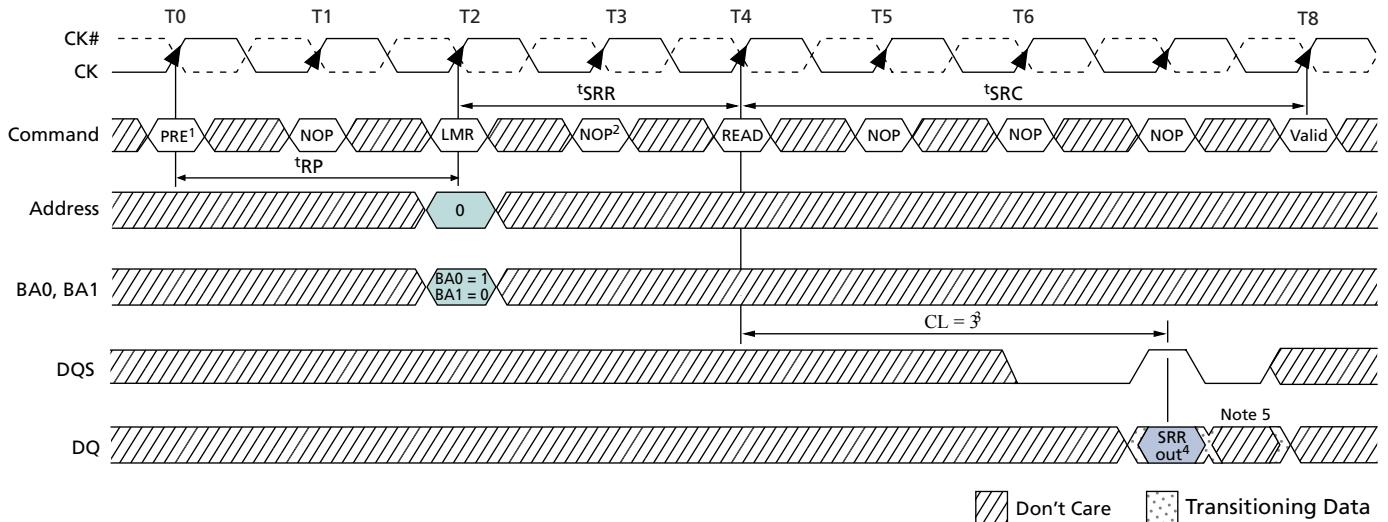 T0 T1 T2 T3 T4 T5 T6 T8
CK#
CK
tSRR tSRC
Command PRE1 NOP LMR NOP2 READ NOP NOP NOP Valid
tRP
Address 0
BA0, BA1 BA0 = 1
BA1 = 0
CL = 33
DQS
Note 5
DQ SRR
out4
Don't Care Transitioning Data